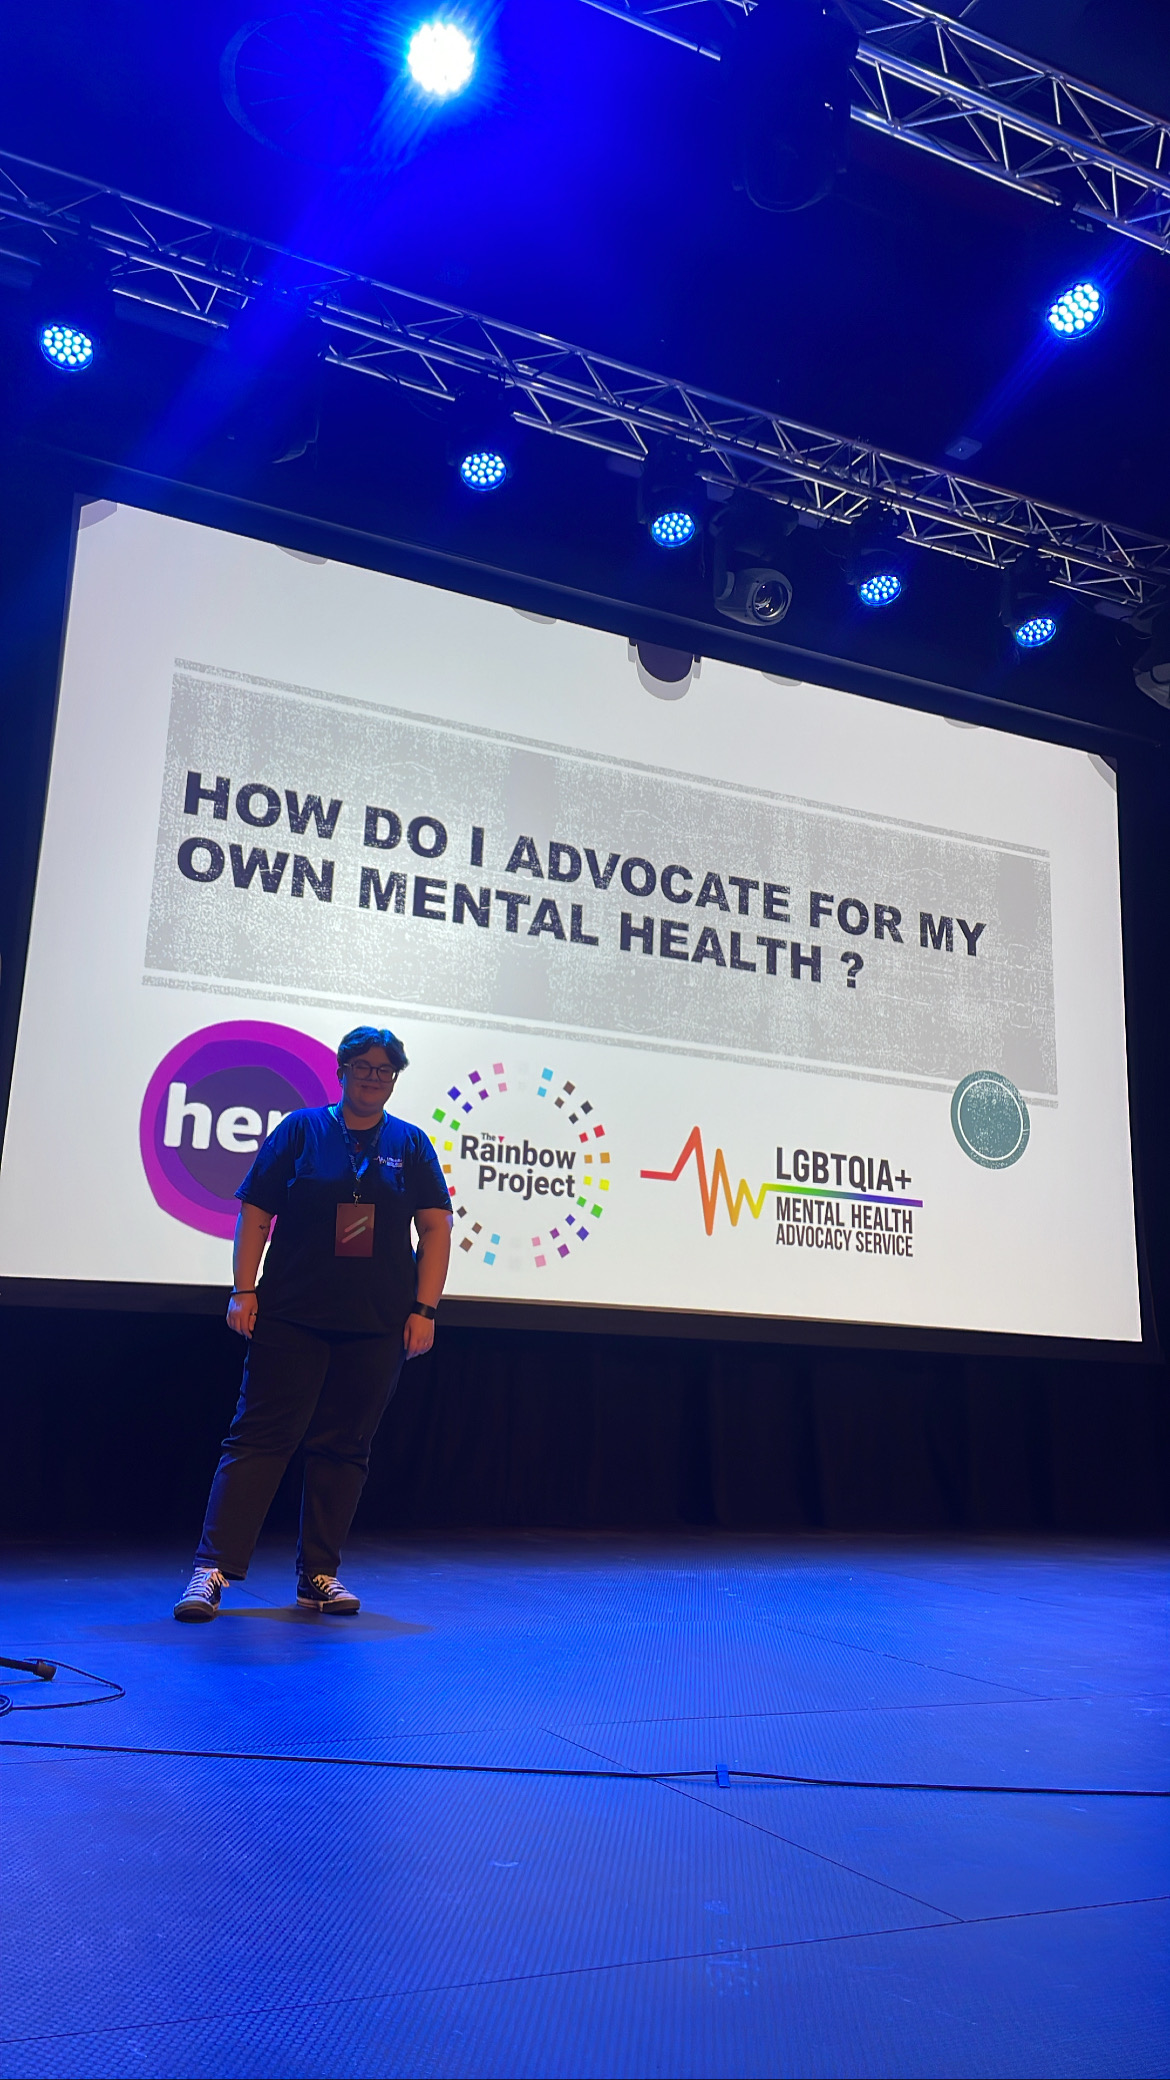 HOW DO I ADVOCATE FOR MY
OWN MENTAL HEALTH ?
The
Rainbow
Project
LGBTQIA+
MENTAL HEALTH
ADVOCACY SERVICE